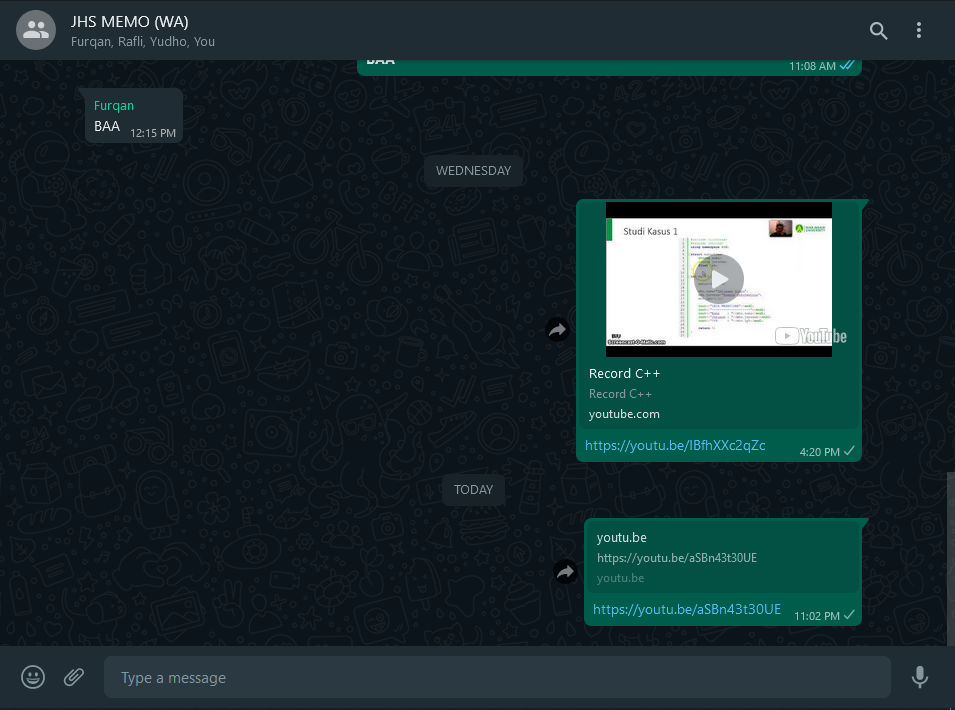 JHS MEMO (WA)
Furqan, Rafli, Yudho, You
BAA
11:08 AM
Furqan
BAA
12:15 PM
WEDNESDAY
Studi Kasus 1
YouTube
Record C++
Record C++
youtube.com
https://youtu.be/IBfhXXc2qZc
4:20 PM
TODAY
youtu.be
https://youtu.be/aSBn43t30UE
youtu.be
https://youtu.be/aSBn43t30UE
11:02 PM
Type a message